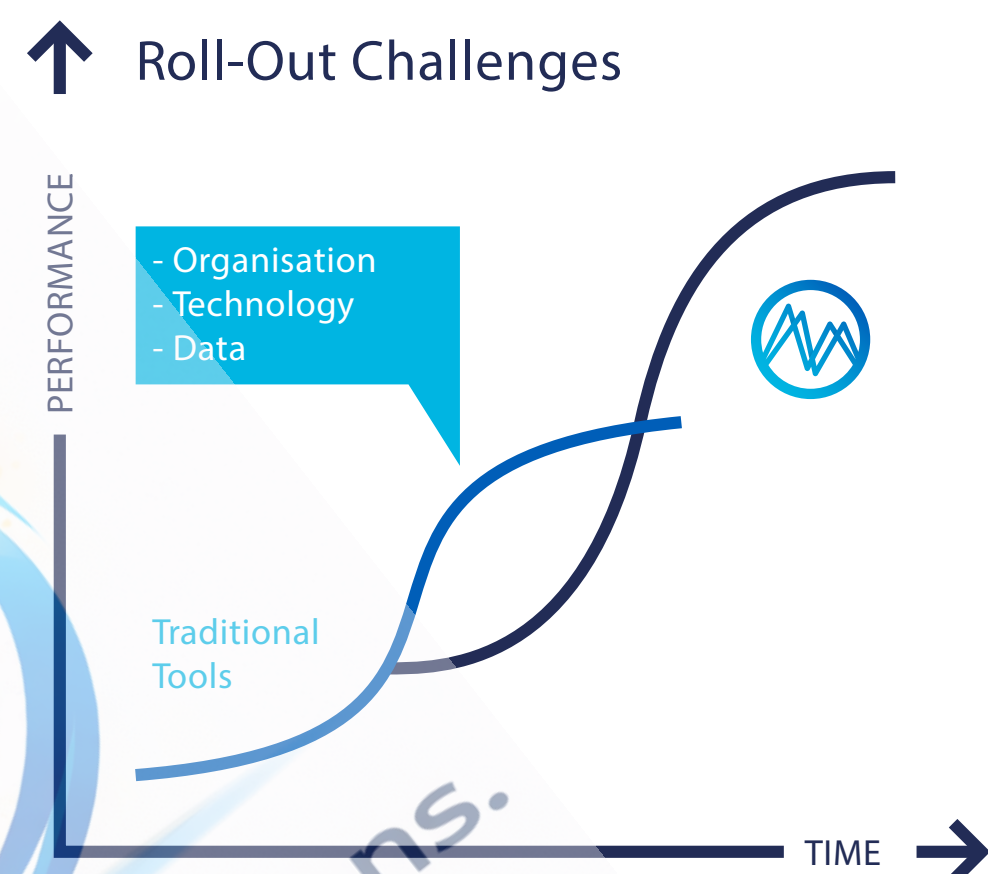 Roll-Out Challenges
PERFORMANCE
- Organisation
- Technology
- Data
Traditional
Tools
TIME